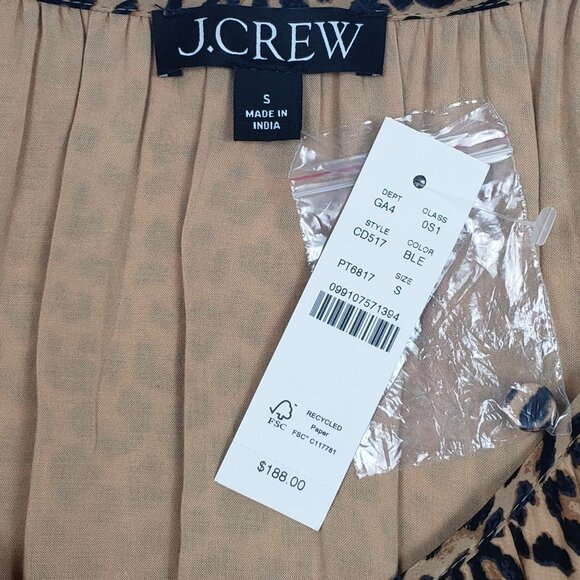 J.CREW
S
MADE IN
INDIA
DEPT CLASS
GA4 0S1
STYLE COLOR
CD517 BLE
SIZE
PT6817 S
099107571394
FSC
RECYCLED
Paper
FSC® C117781
$188.00